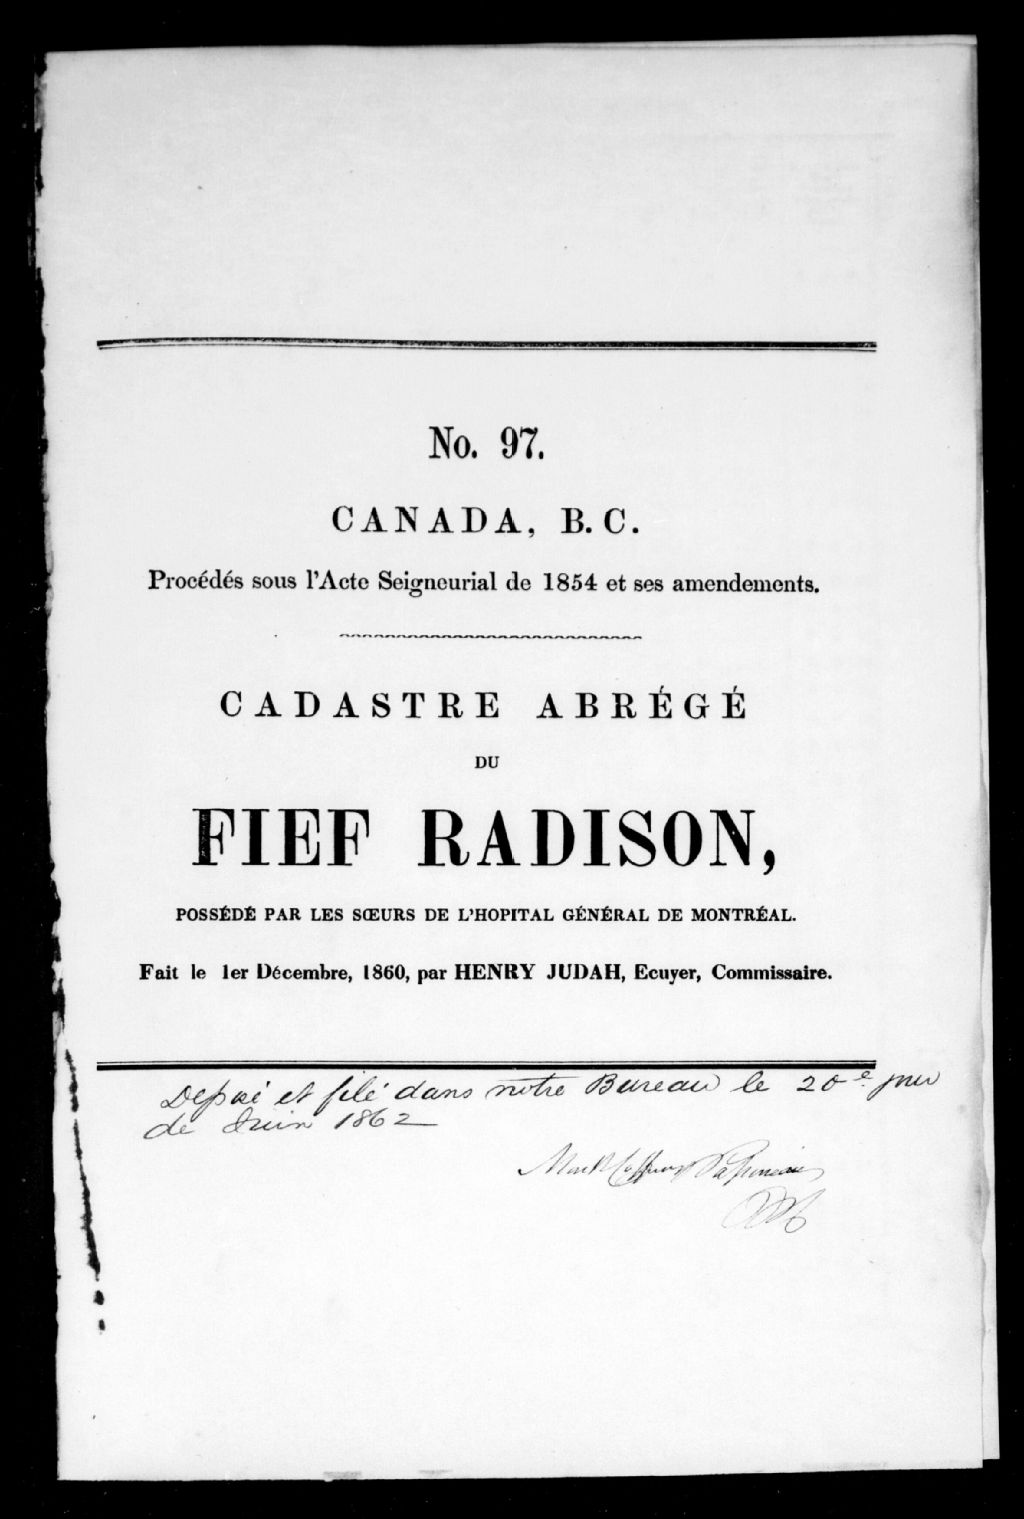 No. 97.
CANADA, B. C.
Procédés sous l'Acte Seigneurial de 1854 et ses amendements.
CADASTRE ABRÉGÉ
DU
FIEF RADISON,
POSSÉDÉ PAR LES SŒURS DE L'HOPITAL GÉNÉRAL DE MONTRÉAL.
Fait le 1er Décembre, 1860, par HENRY JUDAH, Ecuyer, Commissaire.
et filé dans notre Bureau le 20e jour
de Juin 1862
Papineau